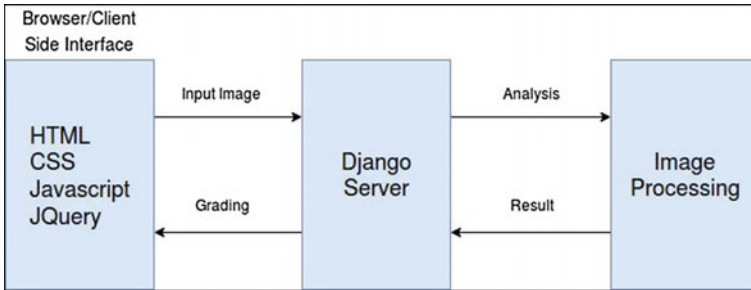 Browser/Client
Side Interface
Input Image
Analysis
HTML
CSS
Javascript
JQuery
Django
Server
Image
Processing
Grading
Result